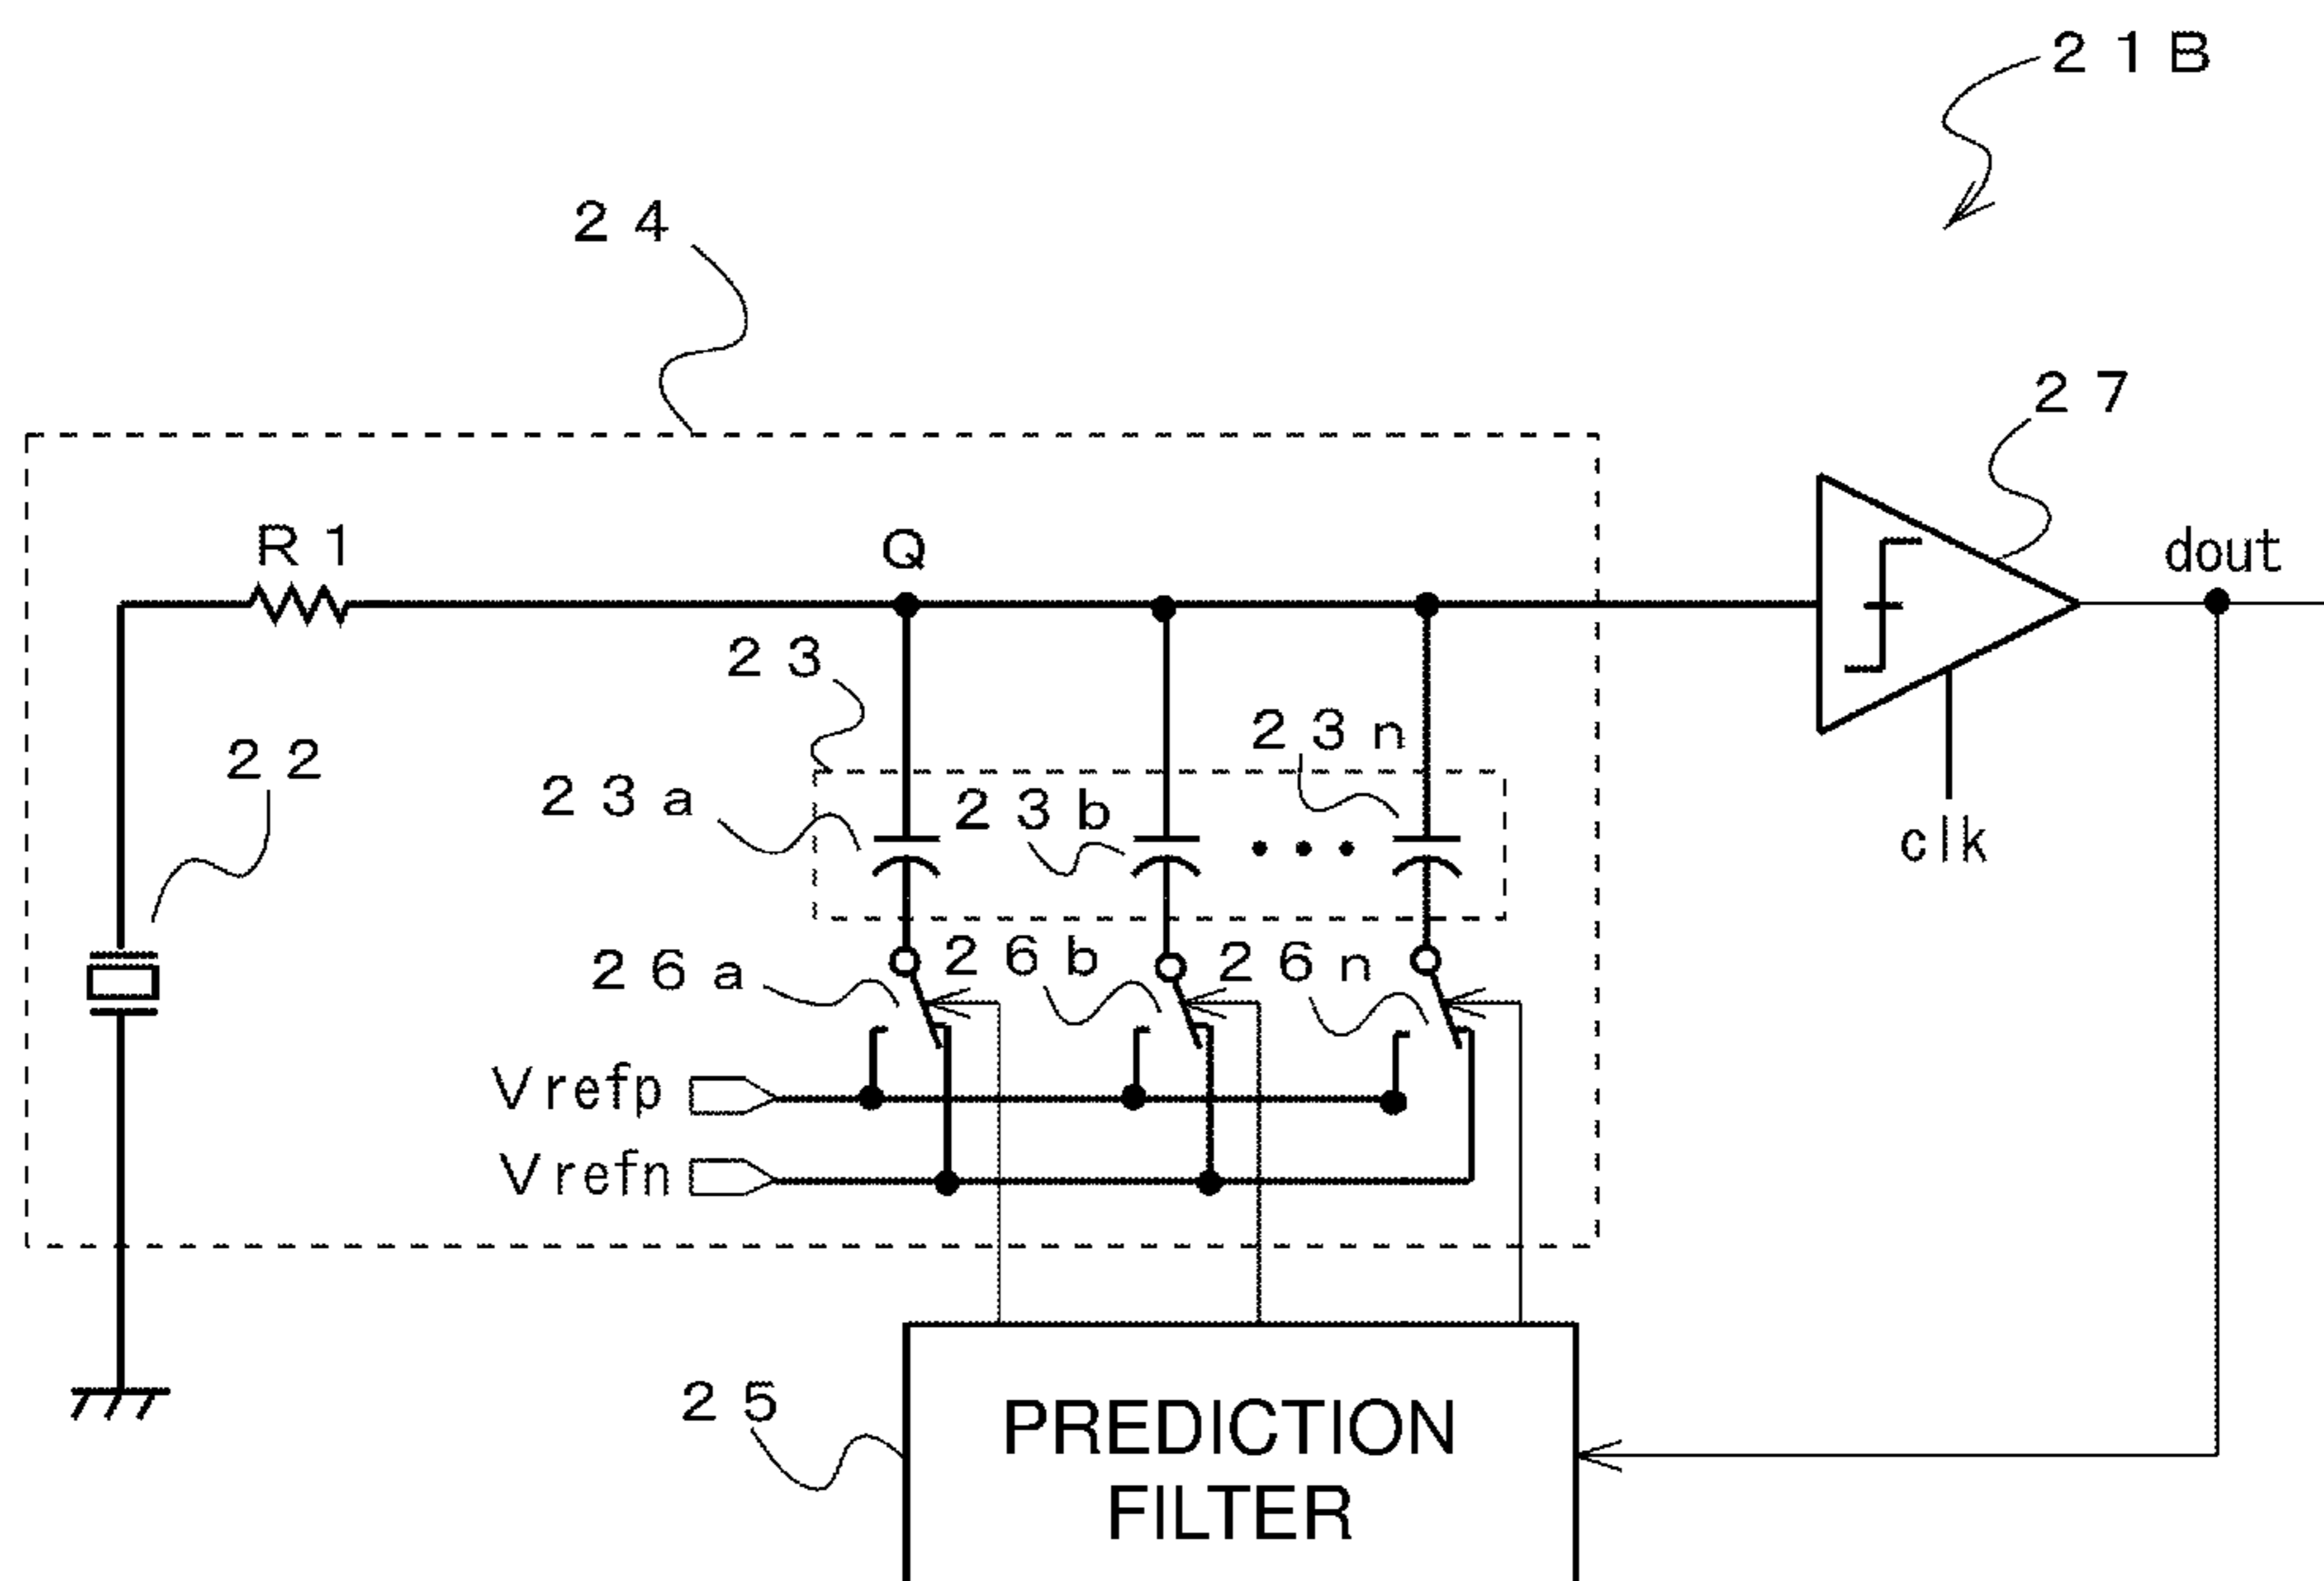 21B
24
27
R1
Q
dout
23
23n
22
23a
23b
clk
26a
26b
26n
Vrefp
Vrefn
25
PREDICTION
FILTER